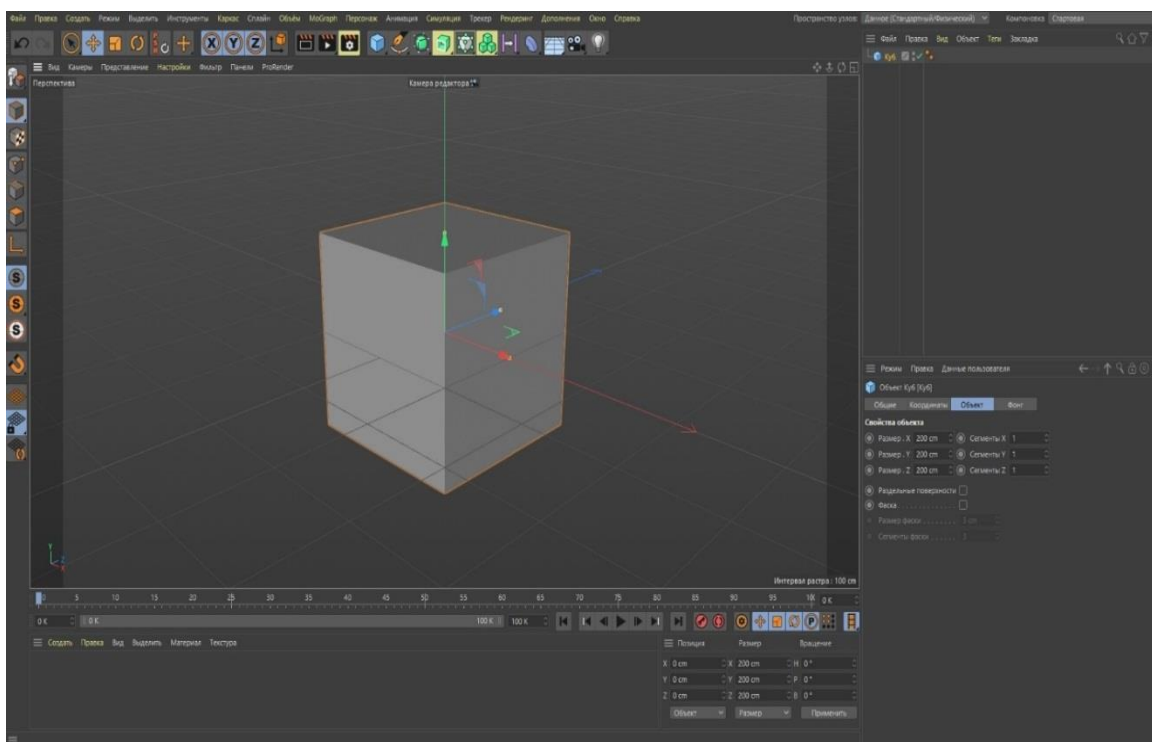 Файл Правка Создать Режим Выделить Инструменты Каркас Сплайн Объём MoGraph Персонаж Анимация Симуляция Трекер Рендеринг Дополнения Окно Справка Пространство узлов: Данное (Стандартный/Физический) Компоновка: Стартовая
X Y Z
Файл Правка Вид Объект Теги Закладка
Куб
Вид Камеры Представление Настройки Фильтр Панели ProRender
Перспектива
Камера редактора
S
S
S
Y
Z
X
Интервал растра : 100 cm
Режим Правка Данные пользователя
Объект Куб [Куб]
Общие Координаты Объект Фонг
Свойства объекта
Размер . X 200 cm Сегменты X 1
Размер . Y 200 cm Сегменты Y 1
Размер . Z 200 cm Сегменты Z 1
Раздельные поверхности
Фаска
Размер фаски
Сегменты фаски
0 5 10 15 20 25 30 35 40 45 50 55 60 65 70 75 80 85 90 95 0 K
0 K 0 K 100 K 100 K P
Создать Правка Вид Выделить Материал Текстура
Позиция Размер Вращение
X 0 cm X 200 cm H 0 °
Y 0 cm Y 200 cm P 0 °
Z 0 cm Z 200 cm B 0 °
Объект Размер Применить